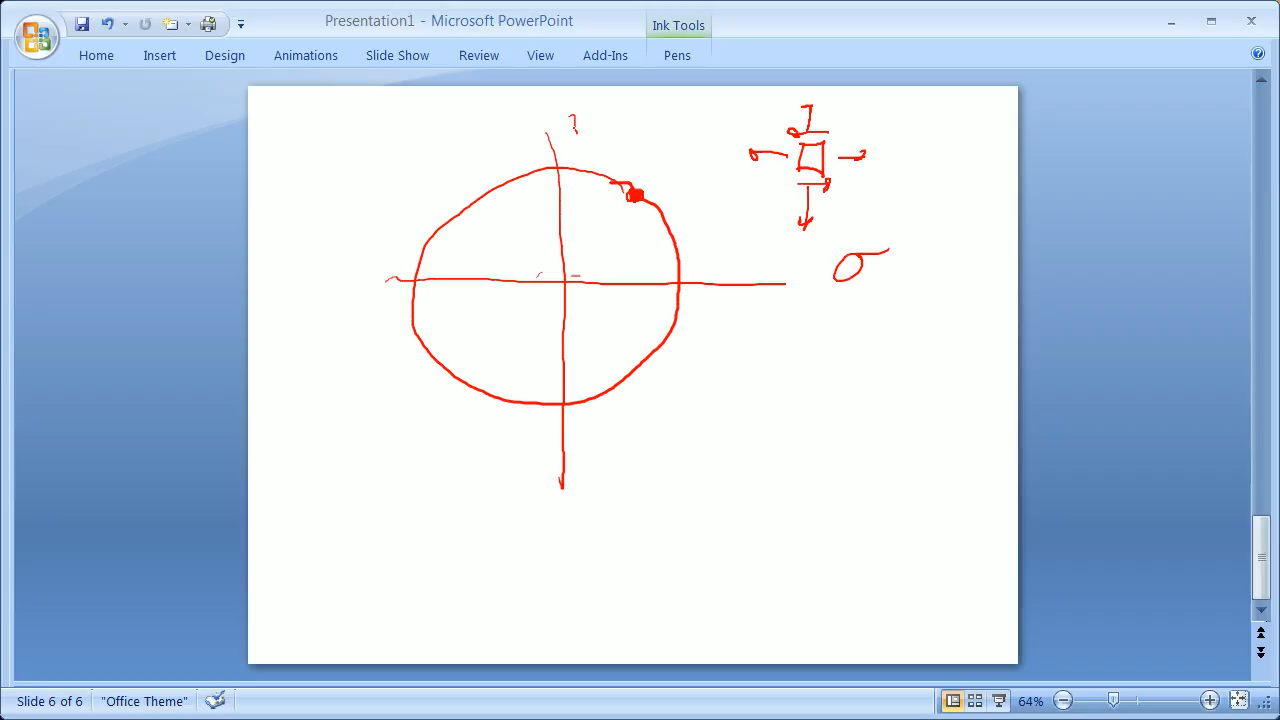 Presentation1 - Microsoft PowerPoint
Ink Tools
Home Insert Design Animations Slide Show Review View Add-Ins Pens
?
σ
Slide 6 of 6 "Office Theme" 64%